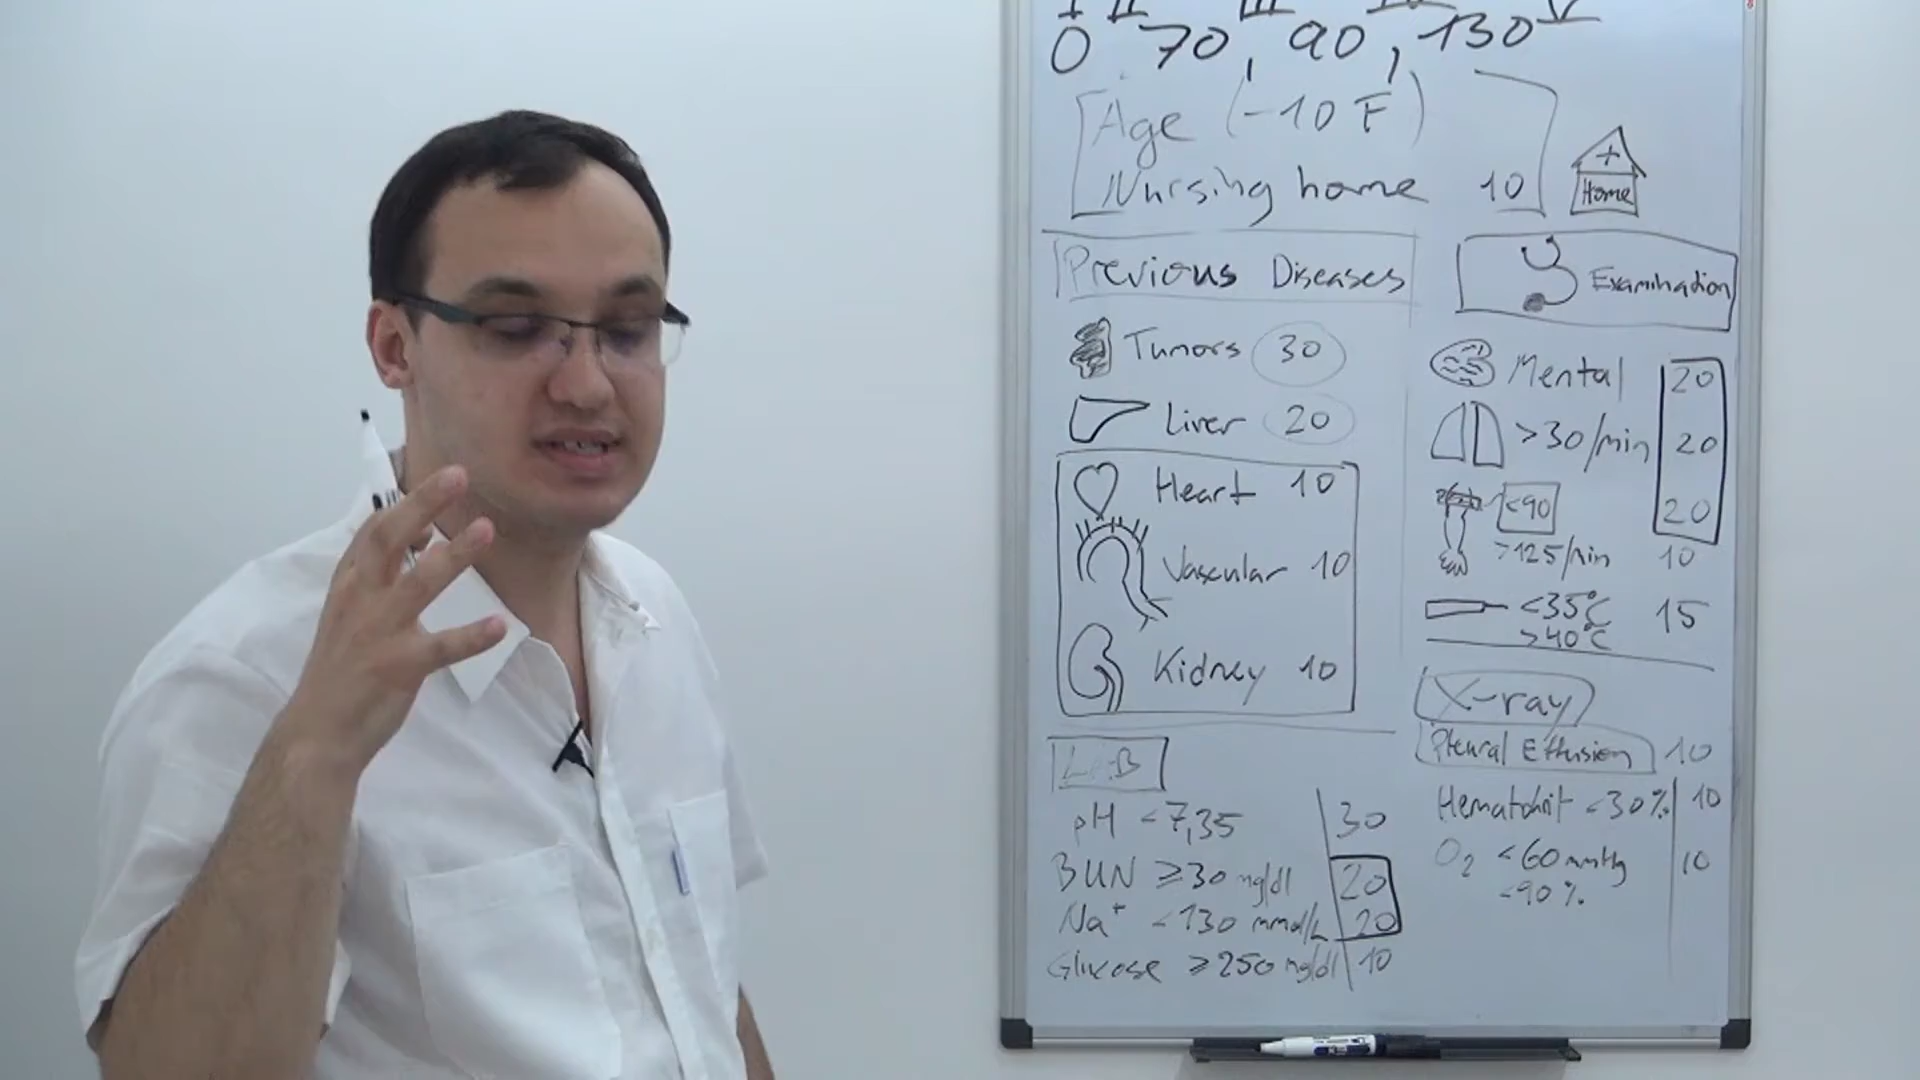 I II III IV V
0 70, 90, 130
Age (-10 F)
Nursing home 10
+
Home
Previous Diseases
Tumors 30
Liver 20
Heart 10
Vascular 10
Kidney 10
Examination
Mental 20
>30/min 20
<90 20
>125/min 10
<35°C 15
>40°C
X-ray
Pleural Effusion 10
Hematokrit <30% 10
O2 <60 mmHg 10
<90%
LAB
pH <7,35 30
BUN ≥30 mg/dl 20
Na+ <130 mmol/L 20
Glucose ≥250 mg/dl 10